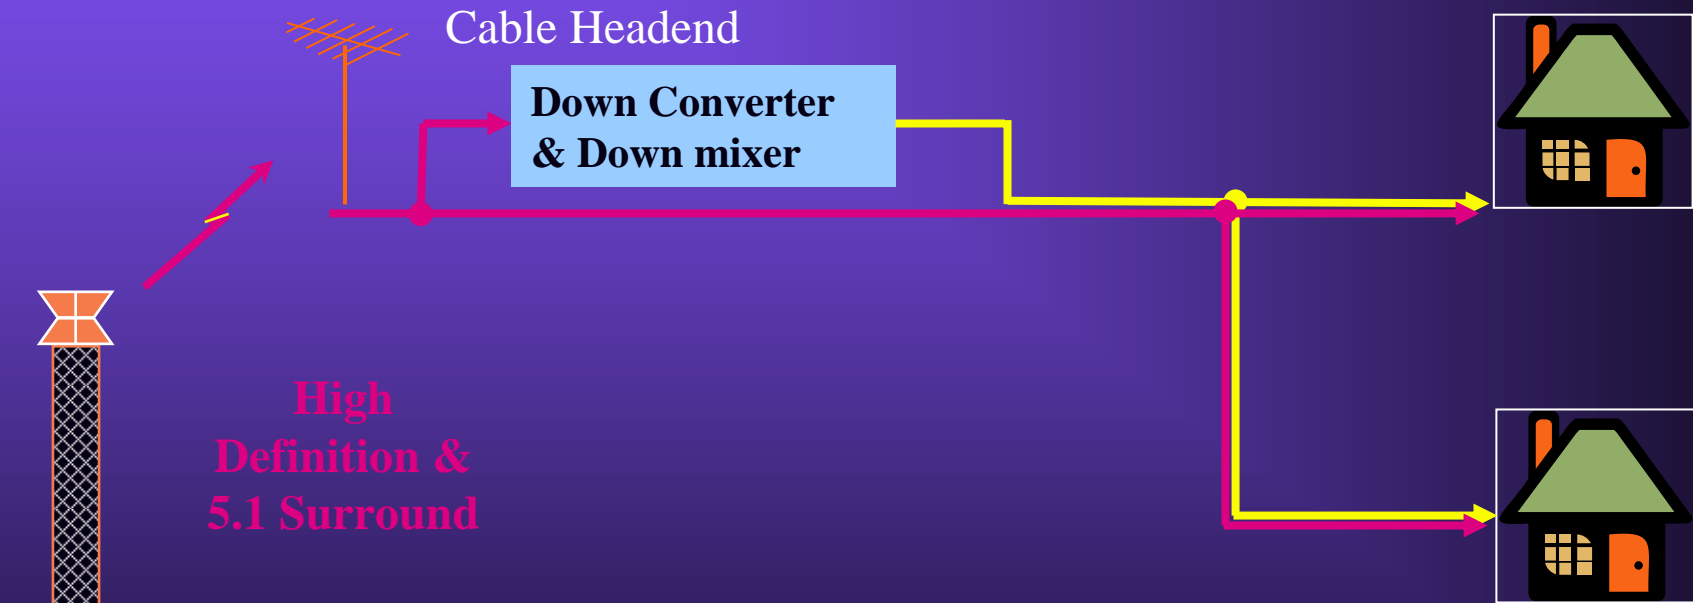 Cable Headend
Down Converter
& Down mixer
High
Definition &
5.1 Surround